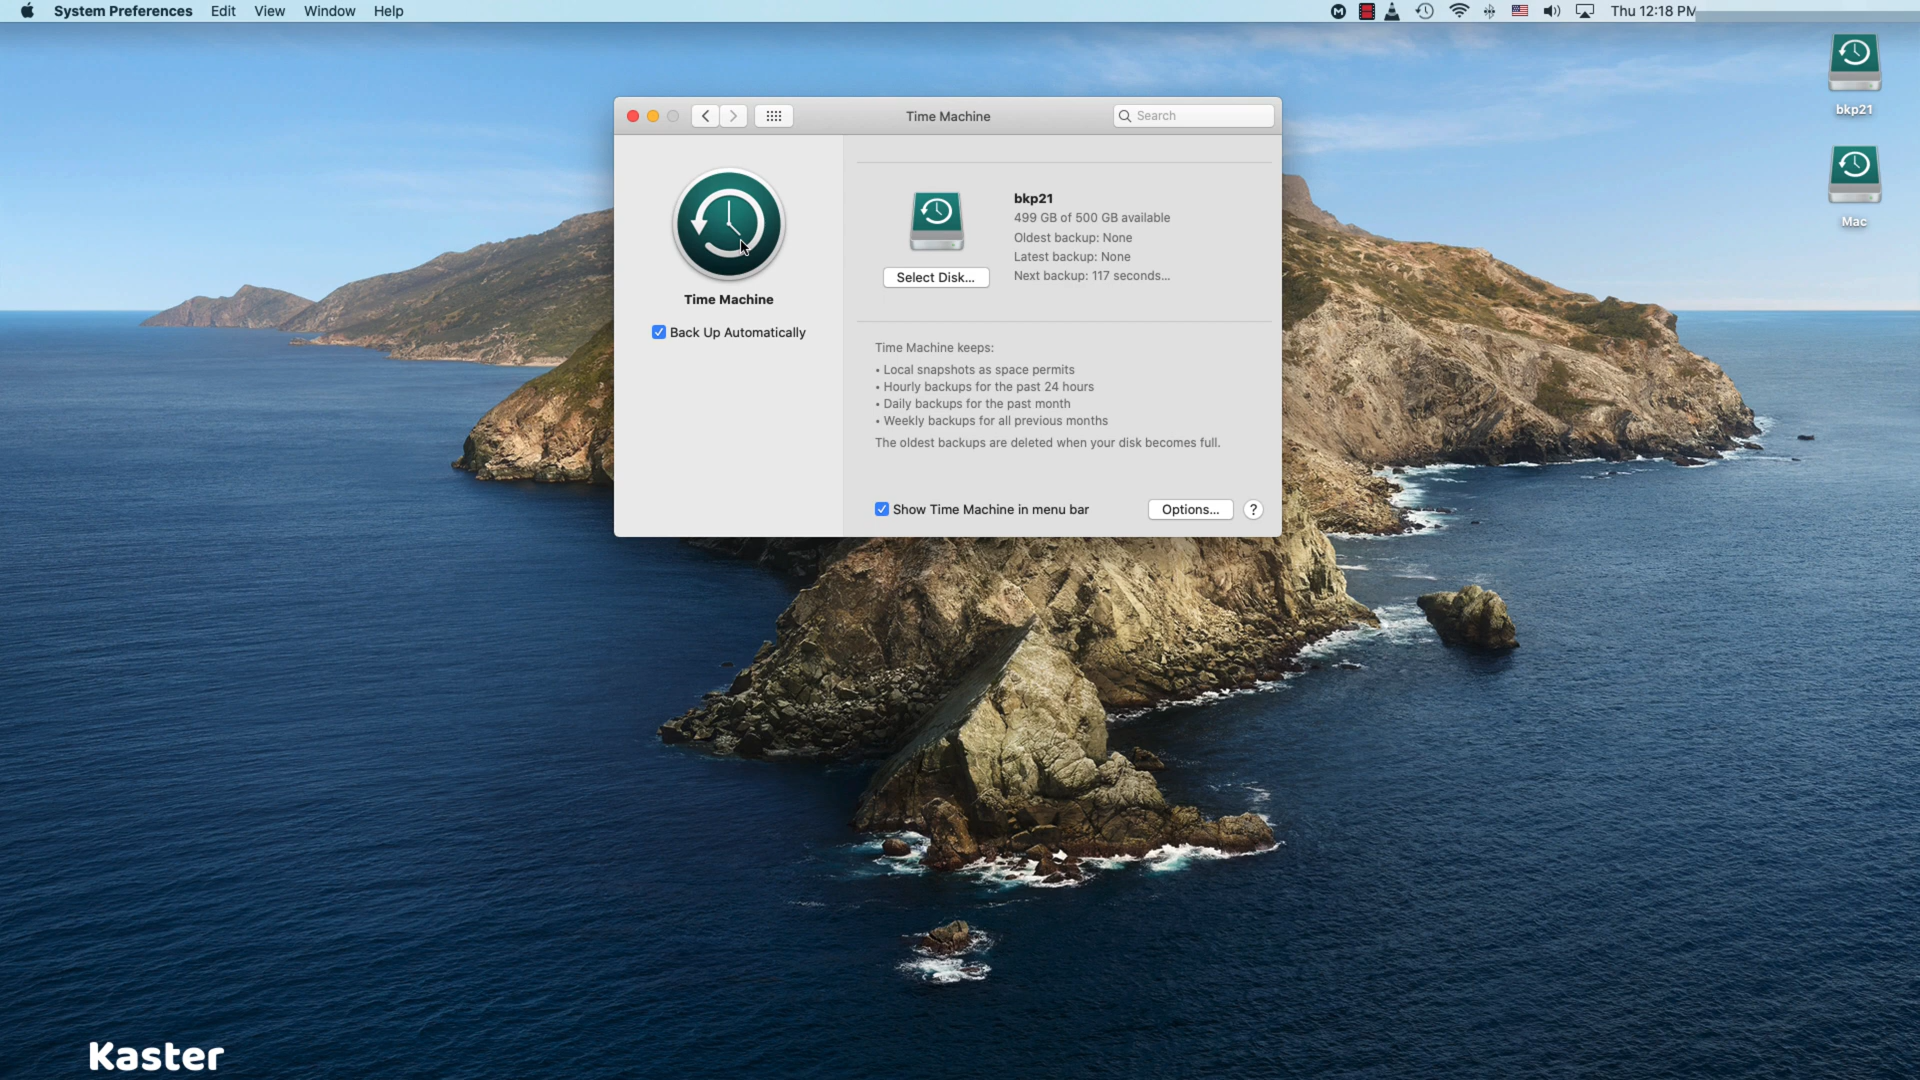 System Preferences Edit View Window Help Thu 12:18 PM
bkp21
Mac
Time Machine
Search
Time Machine
Back Up Automatically
bkp21
499 GB of 500 GB available
Oldest backup: None
Latest backup: None
Next backup: 117 seconds...
Select Disk...
Time Machine keeps:
• Local snapshots as space permits
• Hourly backups for the past 24 hours
• Daily backups for the past month
• Weekly backups for all previous months
The oldest backups are deleted when your disk becomes full.
Show Time Machine in menu bar
Options...
?
Kaster